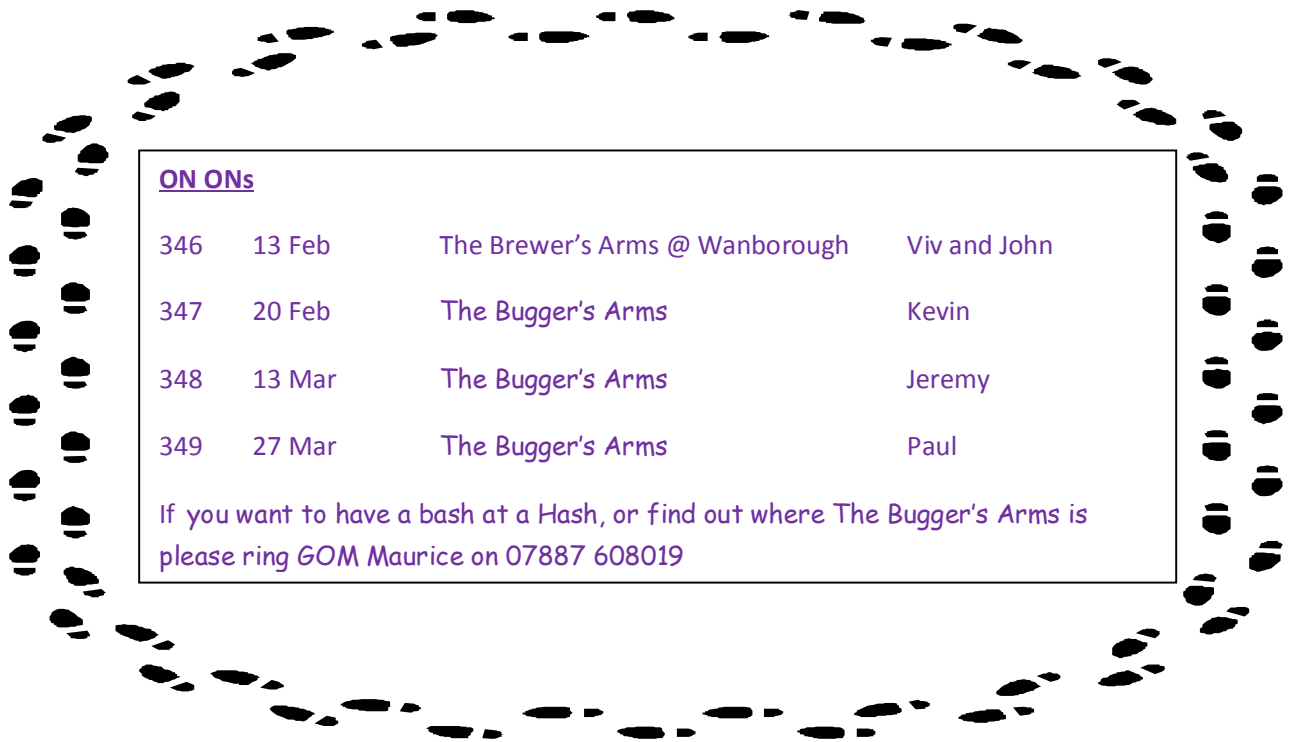 ON ONs
346 13 Feb The Brewer’s Arms @ Wanborough Viv and John
347 20 Feb The Bugger’s Arms Kevin
348 13 Mar The Bugger’s Arms Jeremy
349 27 Mar The Bugger’s Arms Paul
If you want to have a bash at a Hash, or find out where The Bugger’s Arms is
please ring GOM Maurice on 07887 608019